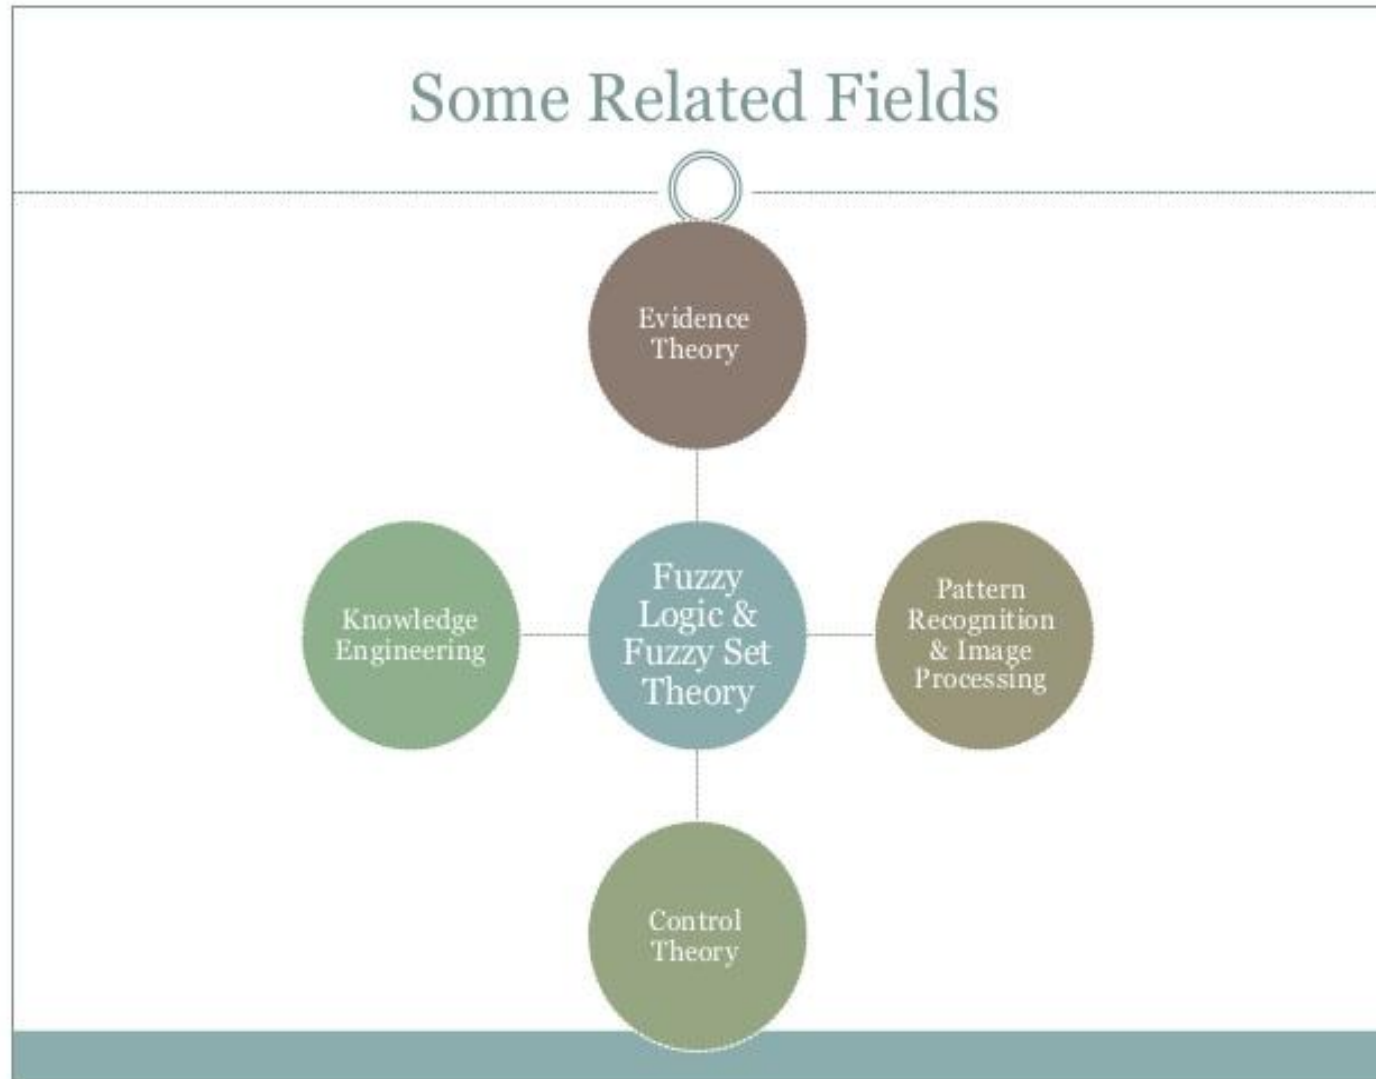 Some Related Fields
Evidence
Theory
Knowledge
Engineering
Fuzzy
Logic &
Fuzzy Set
Theory
Pattern
Recognition
& Image
Processing
Control
Theory